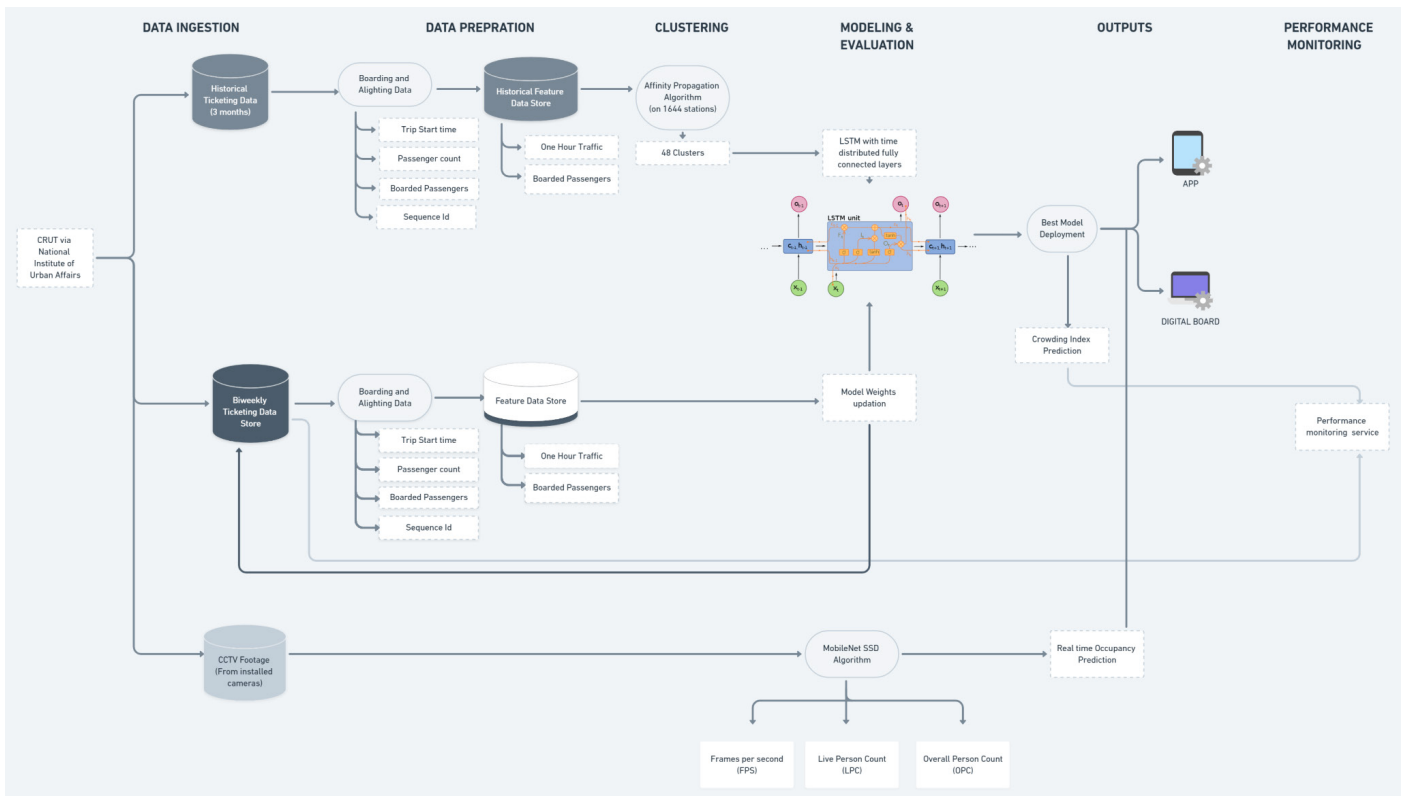 DATA INGESTION
DATA PREPRATION
CLUSTERING
MODELING &
EVALUATION
OUTPUTS
PERFORMANCE
MONITORING
Historical
Ticketing Data
(3 months)
Boarding and
Alighting Data
Historical Feature
Data Store
Affinity Propagation
Algorithm
(on 1644 stations)
Trip Start time
Passenger count
Boarded Passengers
Sequence Id
One Hour Traffic
Boarded Passengers
48 Clusters
LSTM with time
distributed fully
connected layers
LSTM unit
APP
Best Model
Deployment
DIGITAL BOARD
CRUT via
National
Institute of
Urban Affairs
Crowding Index
Prediction
Biweekly
Ticketing Data
Store
Boarding and
Alighting Data
Feature Data Store
Model Weights
updation
Performance
monitoring service
Trip Start time
Passenger count
Boarded Passengers
Sequence Id
One Hour Traffic
Boarded Passengers
CCTV Footage
(From installed
cameras)
MobileNet SSD
Algorithm
Real time Occupancy
Prediction
Frames per second
(FPS)
Live Person Count
(LPC)
Overall Person Count
(OPC)